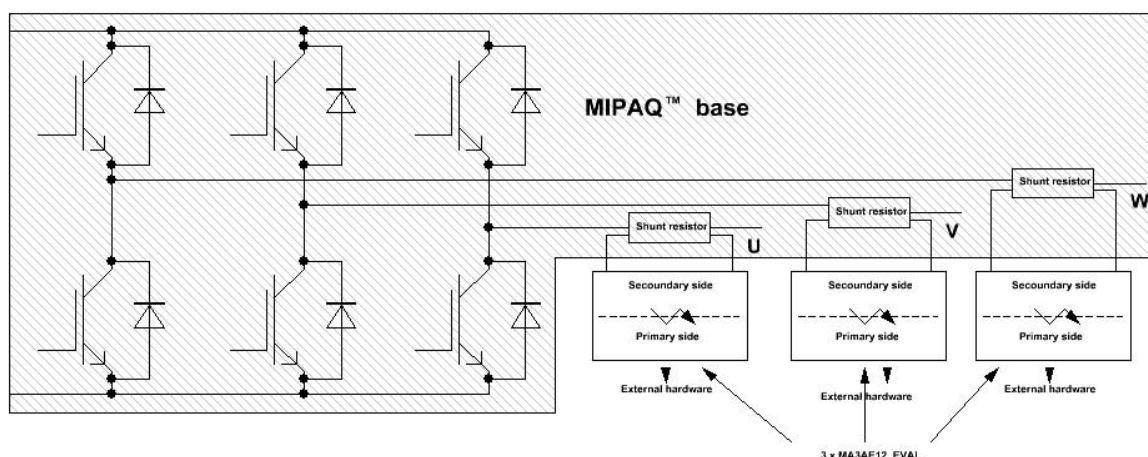 MIPAQ™ base
Shunt resistor
W
Shunt resistor
V
Shunt resistor
U
Secoundary side
Secoundary side
Secoundary side
Primary side
Primary side
Primary side
External hardware
External hardware
External hardware
3 x MA3AE12_EVAL